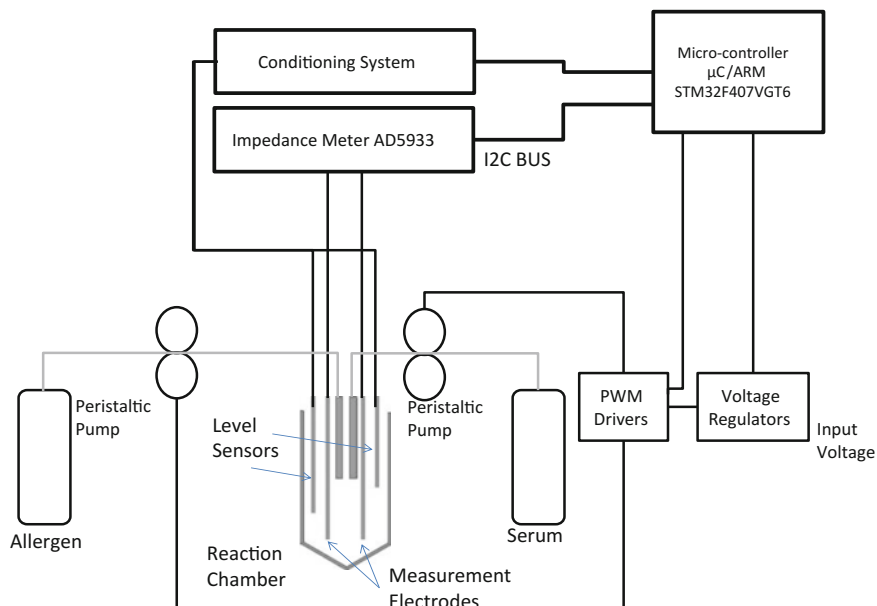 Conditioning System
Micro-controller
µC/ARM
STM32F407VGT6
Impedance Meter AD5933
I2C BUS
Peristaltic
Pump
Level
Sensors
Peristaltic
Pump
PWM
Drivers
Voltage
Regulators
Input
Voltage
Allergen
Serum
Reaction
Chamber
Measurement
Electrodes